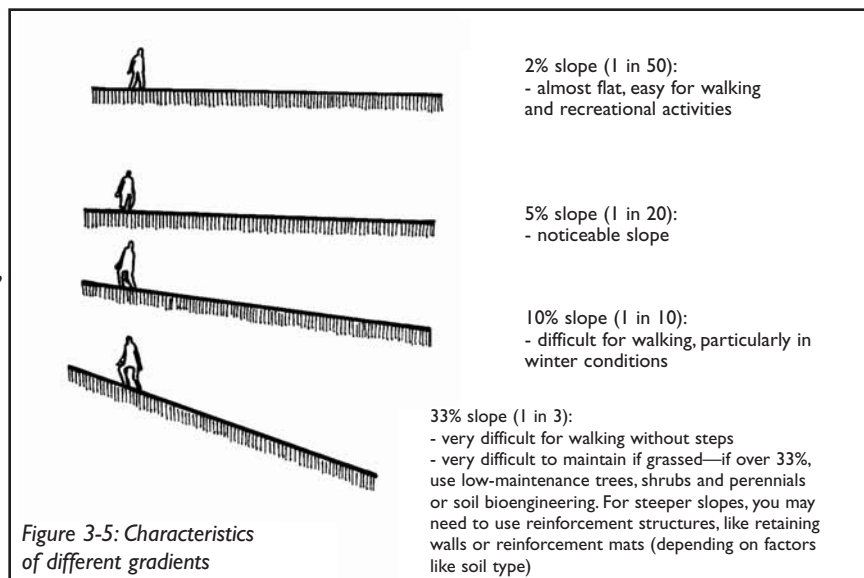 2% slope (1 in 50):
- almost flat, easy for walking
and recreational activities
5% slope (1 in 20):
- noticeable slope
10% slope (1 in 10):
- difficult for walking, particularly in
winter conditions
33% slope (1 in 3):
- very difficult for walking without steps
- very difficult to maintain if grassed—if over 33%,
use low-maintenance trees, shrubs and perennials
or soil bioengineering. For steeper slopes, you may
need to use reinforcement structures, like retaining
walls or reinforcement mats (depending on factors
like soil type)
Figure 3-5: Characteristics
of different gradients